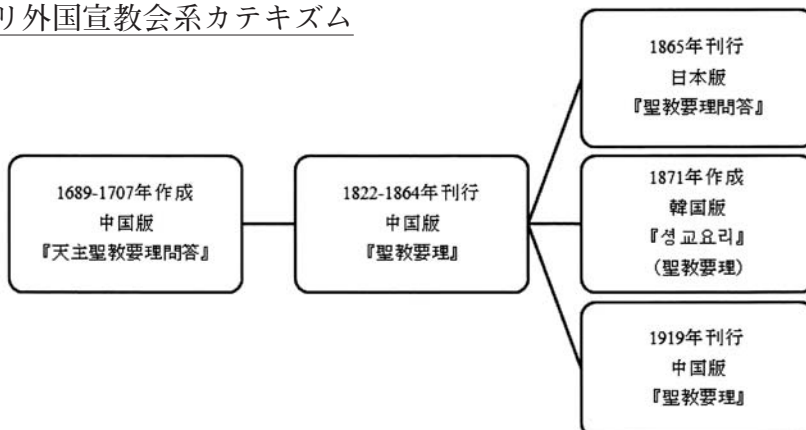 リ外国宣教会系カテキズム
1689-1707年作成
中国版
『天主聖教要理問答』
1822-1864年刊行
中国版
『聖教要理』
1865年刊行
日本版
『聖教要理問答』
1871年作成
韓国版
『셩교요리』
(聖教要理)
1919年刊行
中国版
『聖教要理』